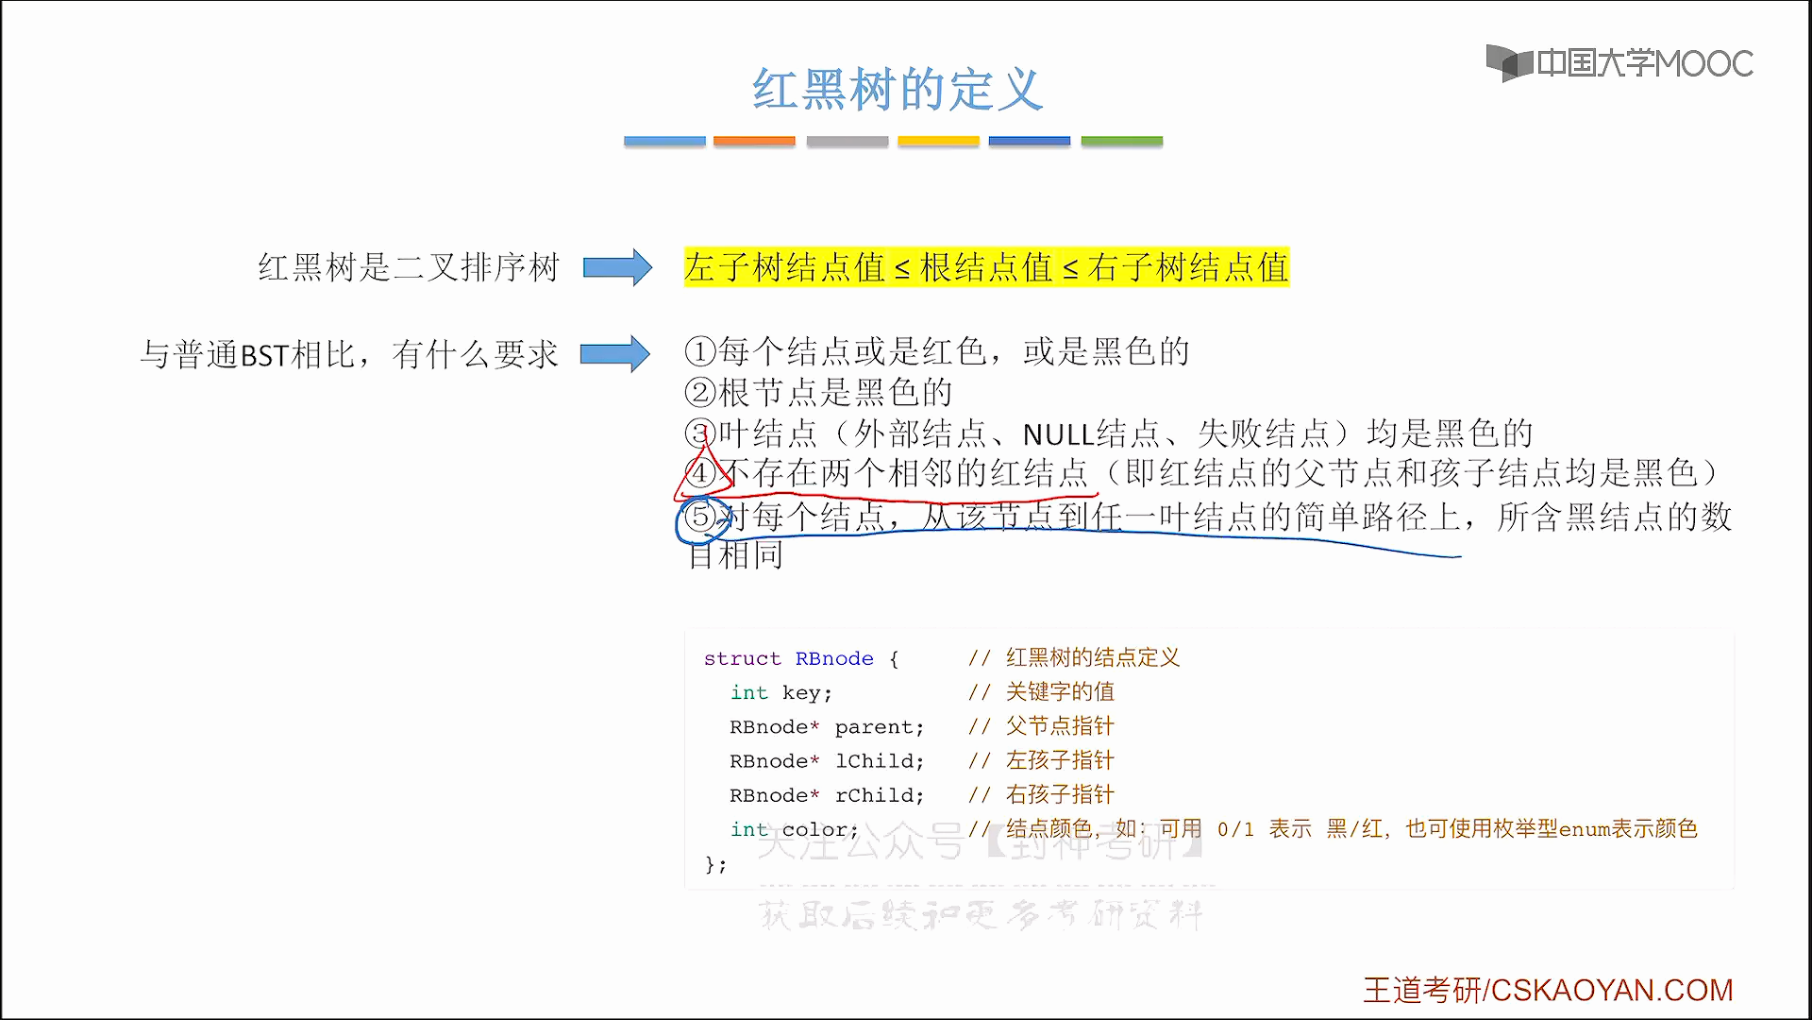 中国大学MOOC
红黑树的定义
红黑树是二叉排序树
左子树结点值 ≤ 根结点值 ≤ 右子树结点值
与普通BST相比，有什么要求
①每个结点或是红色，或是黑色的
②根节点是黑色的
③叶结点（外部结点、NULL结点、失败结点）均是黑色的
④不存在两个相邻的红结点（即红结点的父节点和孩子结点均是黑色）
⑤对每个结点，从该节点到任一叶结点的简单路径上，所含黑结点的数
目相同
struct RBnode {     // 红黑树的结点定义
  int key;          // 关键字的值
  RBnode* parent;   // 父节点指针
  RBnode* lChild;   // 左孩子指针
  RBnode* rChild;   // 右孩子指针
  int color;        // 结点颜色，如：可用 0/1 表示 黑/红，也可使用枚举型enum表示颜色
};
关注公众号【封神考研】
获取后续和更多考研资料
王道考研/CSKAOYAN.COM